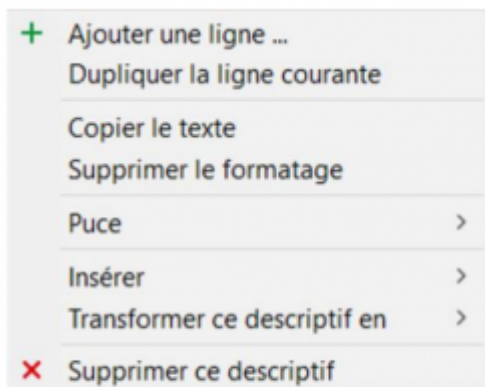 Ajouter une ligne ...
Dupliquer la ligne courante
Copier le texte
Supprimer le formatage
Puce
Insérer
Transformer ce descriptif en
Supprimer ce descriptif